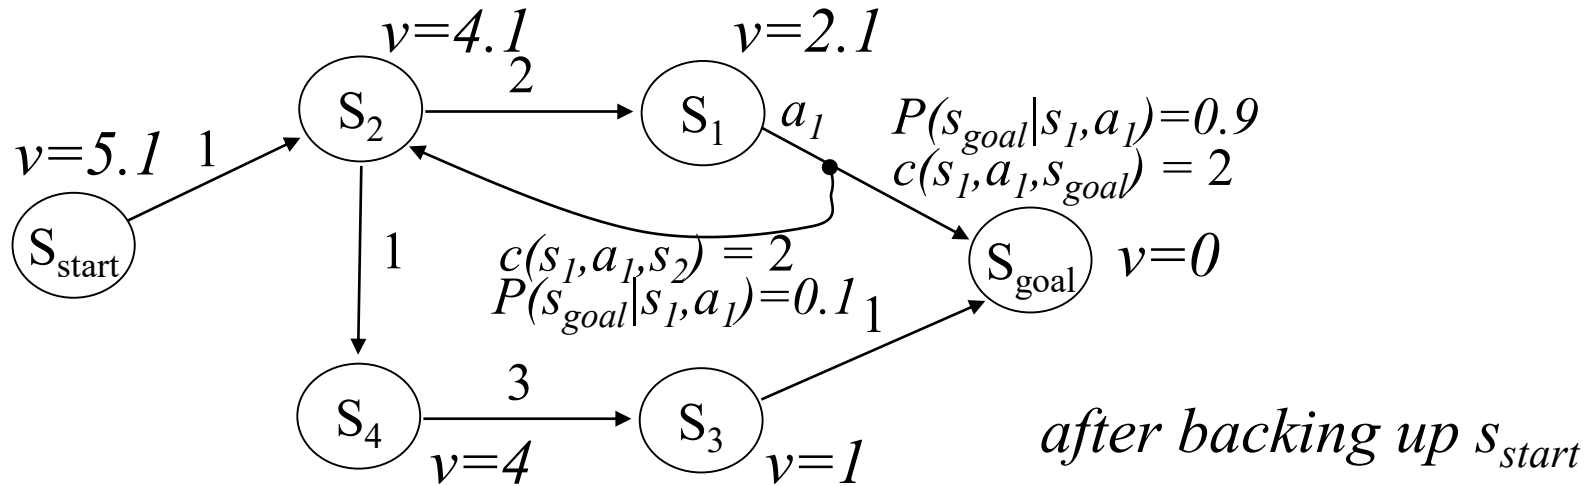 v=4.1
v=2.1
2
S2
S1
a1
P(sgoal|s1,a1)=0.9
c(s1,a1,sgoal) = 2
v=5.1
1
Sstart
1
c(s1,a1,s2) = 2
P(sgoal|s1,a1)=0.1
Sgoal
v=0
1
3
S4
S3
v=4
v=1
after backing up sstart